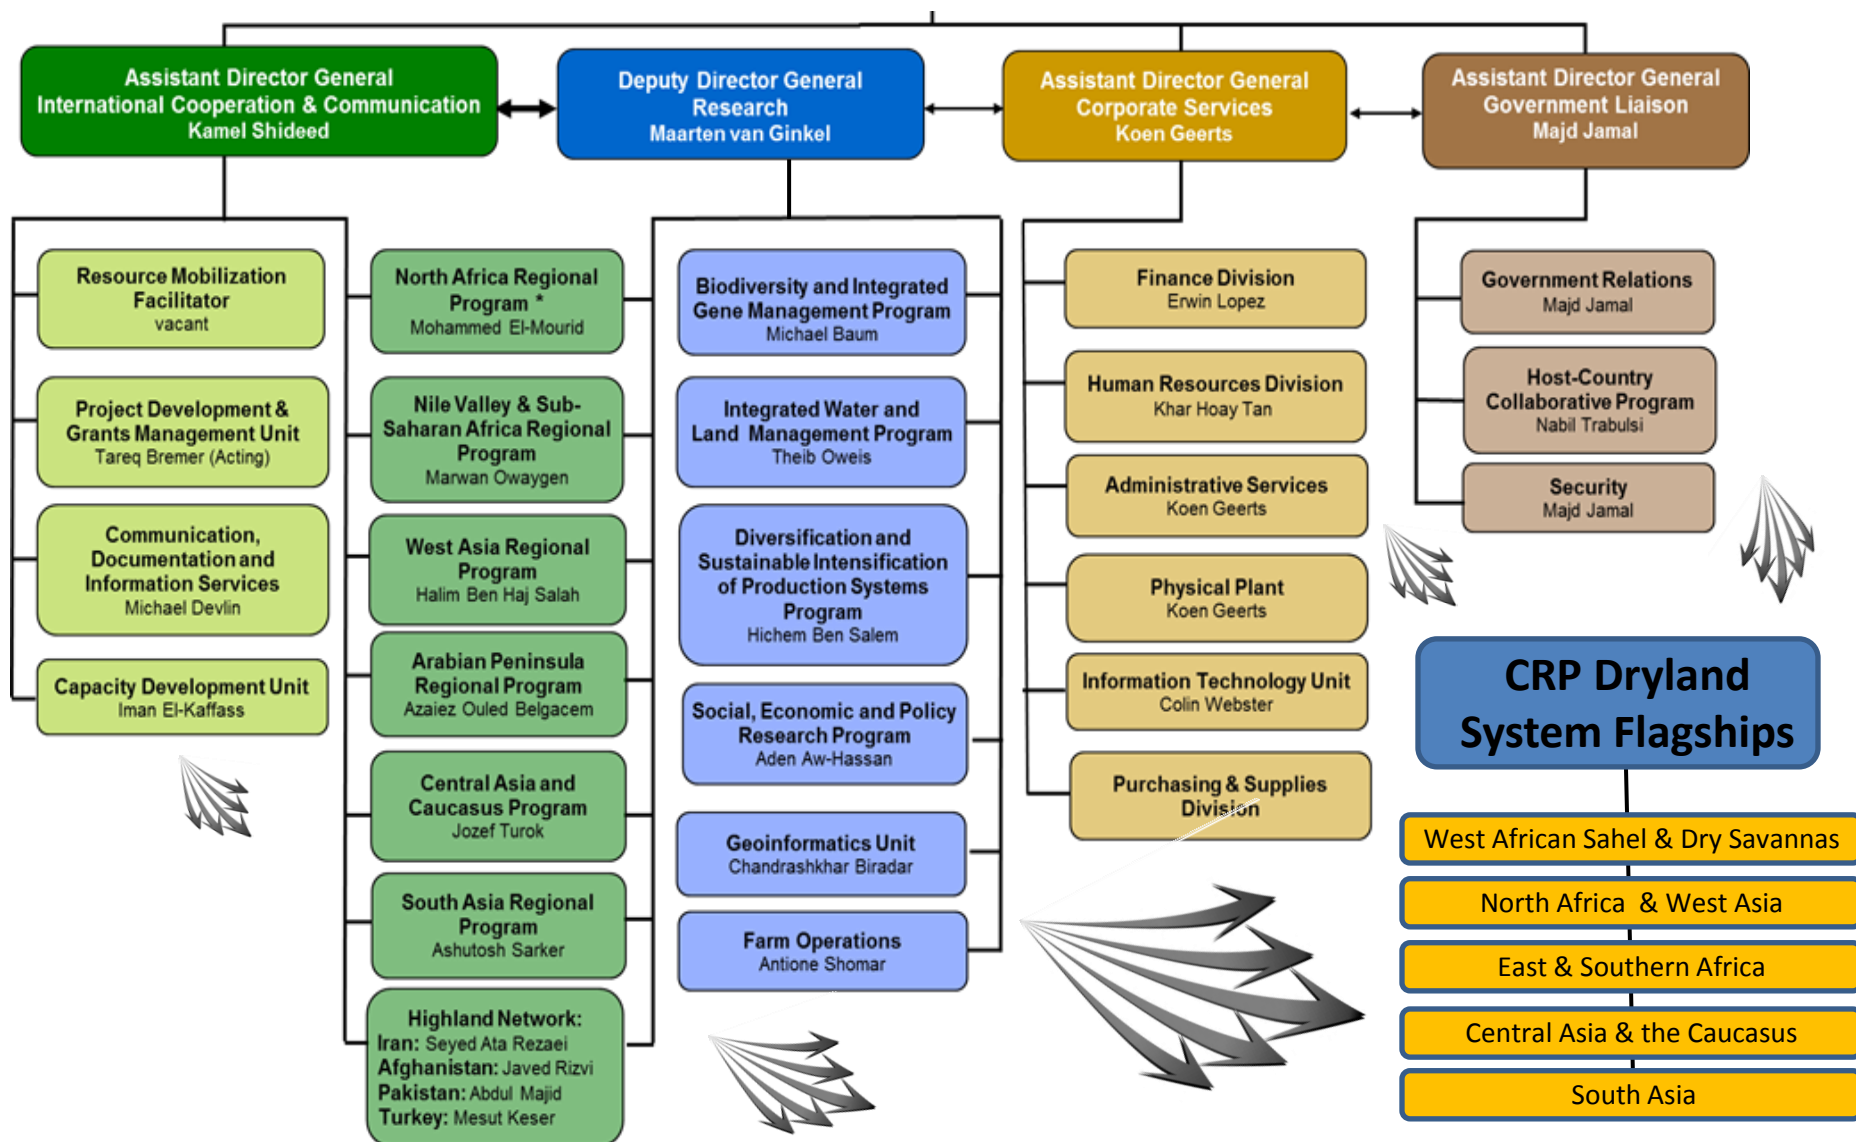 Assistant Director General
International Cooperation & Communication
Kamel Shideed
Deputy Director General
Research
Maarten van Ginkel
Assistant Director General
Corporate Services
Koen Geerts
Assistant Director General
Government Liaison
Majd Jamal
Resource Mobilization
Facilitator
vacant
Project Development &
Grants Management Unit
Tareq Bremer (Acting)
Communication,
Documentation and
Information Services
Michael Devlin
Capacity Development Unit
Iman El-Kaffass
North Africa Regional
Program *
Mohammed El-Mourid
Nile Valley & Sub-
Saharan Africa Regional
Program
Marwan Owaygen
West Asia Regional
Program
Halim Ben Haj Salah
Arabian Peninsula
Regional Program
Azaiez Ouled Belgacem
Central Asia and
Caucasus Program
Jozef Turok
South Asia Regional
Program
Ashutosh Sarker
Highland Network:
Iran: Seyed Ata Rezaei
Afghanistan: Javed Rizvi
Pakistan: Abdul Majid
Turkey: Mesut Keser
Biodiversity and Integrated
Gene Management Program
Michael Baum
Integrated Water and
Land Management Program
Theib Oweis
Diversification and
Sustainable Intensification
of Production Systems
Program
Hichem Ben Salem
Social, Economic and Policy
Research Program
Aden Aw-Hassan
Geoinformatics Unit
Chandrashkhar Biradar
Farm Operations
Antione Shomar
Finance Division
Erwin Lopez
Human Resources Division
Khar Hoay Tan
Administrative Services
Koen Geerts
Physical Plant
Koen Geerts
Information Technology Unit
Colin Webster
Purchasing & Supplies
Division
Government Relations
Majd Jamal
Host-Country
Collaborative Program
Nabil Trabulsi
Security
Majd Jamal
CRP Dryland
System Flagships
West African Sahel & Dry Savannas
North Africa & West Asia
East & Southern Africa
Central Asia & the Caucasus
South Asia